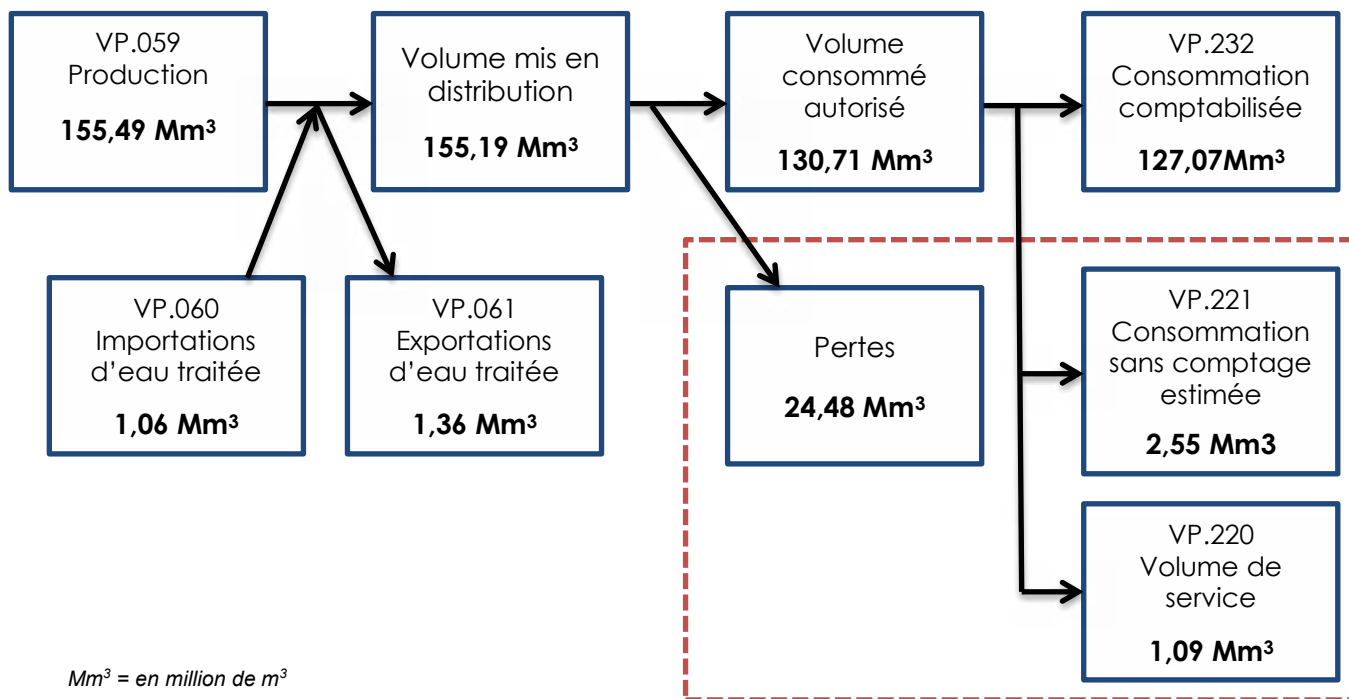 VP.059
Production
155,49 Mm³
Volume mis en
distribution
155,19 Mm³
Volume
consommé
autorisé
130,71 Mm³
VP.232
Consommation
comptabilisée
127,07Mm³
VP.060
Importations
d’eau traitée
1,06 Mm³
VP.061
Exportations
d’eau traitée
1,36 Mm³
Pertes
24,48 Mm³
VP.221
Consommation
sans comptage
estimée
2,55 Mm3
VP.220
Volume de
service
1,09 Mm³
Mm³ = en million de m³